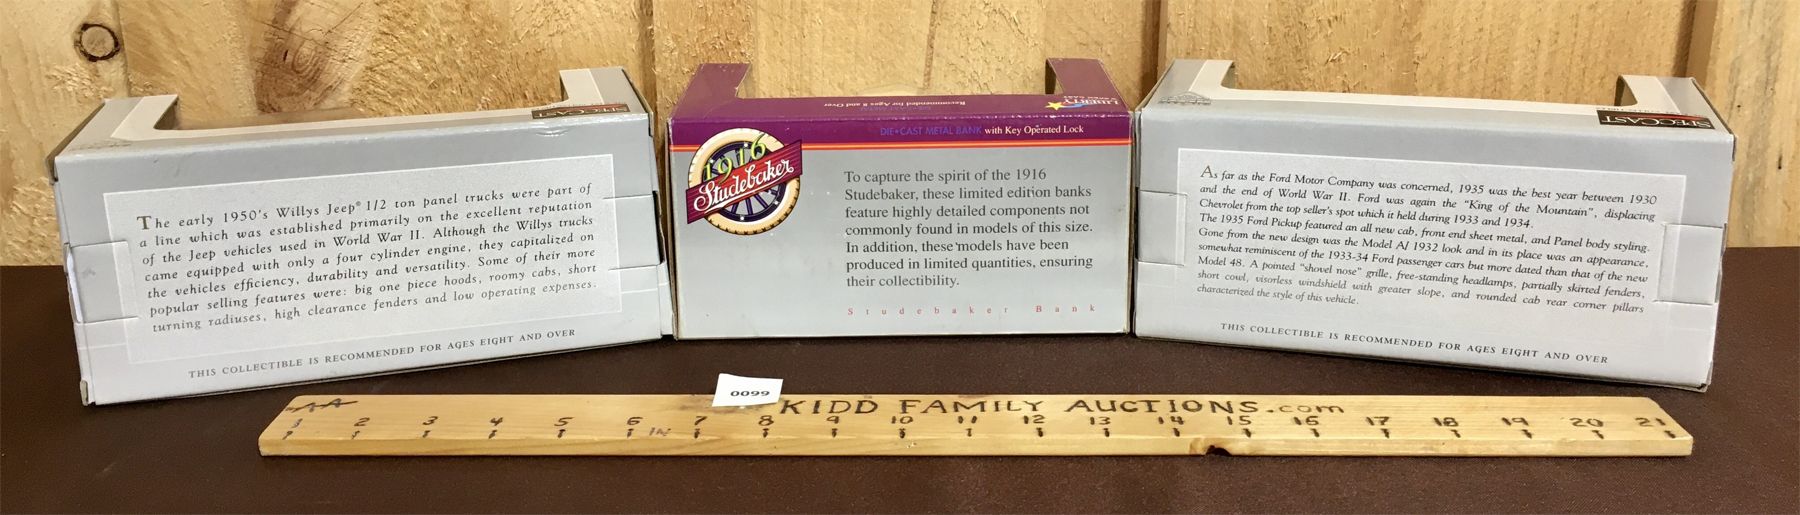 SPECCAST
The early 1950's Willys Jeep® 1/2 ton panel trucks were part of
a line which was established primarily on the excellent reputation
of the Jeep vehicles used in World War II. Although the Willys trucks
came equipped with only a four cylinder engine, they capitalized on
the vehicles efficiency, durability and versatility. Some of their more
popular selling features were: big one piece hoods, roomy cabs, short
turning radiuses, high clearance fenders and low operating expenses.
THIS COLLECTIBLE IS RECOMMENDED FOR AGES EIGHT AND OVER
LIBERTY
Recommended for Ages 8 and Over
DIE•CAST METAL BANK with Key Operated Lock
1916
Studebaker
To capture the spirit of the 1916
Studebaker, these limited edition banks
feature highly detailed components not
commonly found in models of this size.
In addition, these models have been
produced in limited quantities, ensuring
their collectibility.
Studebaker Bank
SPECCAST
As far as the Ford Motor Company was concerned, 1935 was the best year between 1930
and the end of World War II. Ford was again the "King of the Mountain", displacing
Chevrolet from the top seller's spot which it held during 1933 and 1934.
The 1935 Ford Pickup featured an all new cab, front end sheet metal, and Panel body styling.
Gone from the new design was the Model A/ 1932 look and in its place was an appearance,
somewhat reminiscent of the 1933-34 Ford passenger cars but more dated than that of the new
Model 48. A pointed "shovel nose" grille, free-standing headlamps, partially skirted fenders,
short cowl, visorless windshield with greater slope, and rounded cab rear corner pillars
characterized the style of this vehicle.
THIS COLLECTIBLE IS RECOMMENDED FOR AGES EIGHT AND OVER
0099
KIDD FAMILY AUCTIONS.com
1 2 3 4 5 6 IN 7 8 9 10 11 12 13 14 15 16 17 18 19 20 21